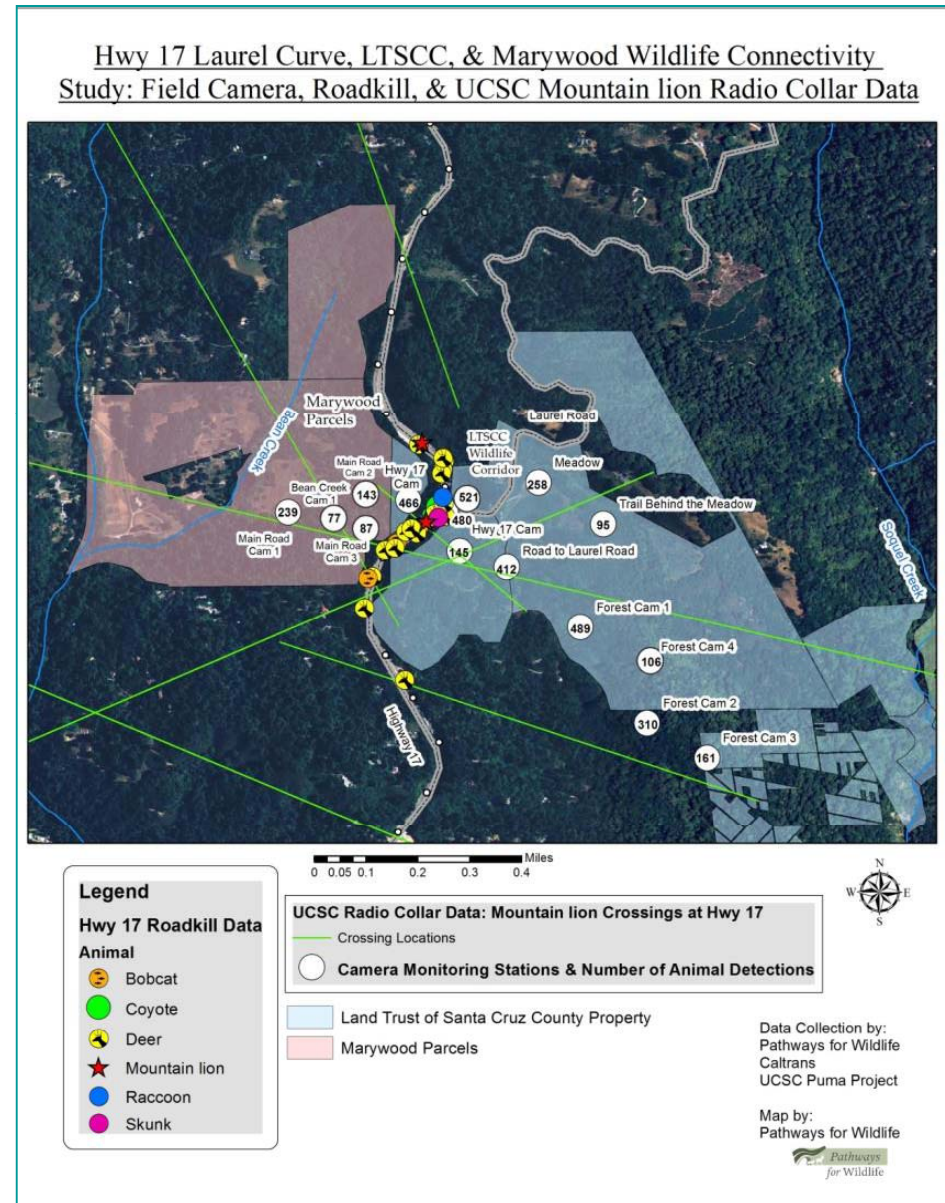 Hwy 17 Laurel Curve, LTSCC, & Marywood Wildlife Connectivity
Study: Field Camera, Roadkill, & UCSC Mountain lion Radio Collar Data
Marywood
Parcels
Bean Creek
Laurel Road
LTSCC
Wildlife
Corridor
Hwy 17
Cam
466
521
Meadow
258
Main Road
Cam 2
143
Bean Creek
Cam 1
77
239
Main Road
Cam 1
87
Main Road
Cam 3
480
Hwy 17 Cam
Trail Behind the Meadow
95
145
Road to Laurel Road
412
Soquel Creek
Forest Cam 1
489
Forest Cam 4
106
Forest Cam 2
310
Forest Cam 3
161
Highway 17
Miles
0 0.05 0.1 0.2 0.3 0.4
N
W E
S
Legend
Hwy 17 Roadkill Data
Animal
Bobcat
Coyote
Deer
Mountain lion
Raccoon
Skunk
UCSC Radio Collar Data: Mountain lion Crossings at Hwy 17
Crossing Locations
Camera Monitoring Stations & Number of Animal Detections
Land Trust of Santa Cruz County Property
Marywood Parcels
Data Collection by:
Pathways for Wildlife
Caltrans
UCSC Puma Project
Map by:
Pathways for Wildlife
Pathways
for Wildlife